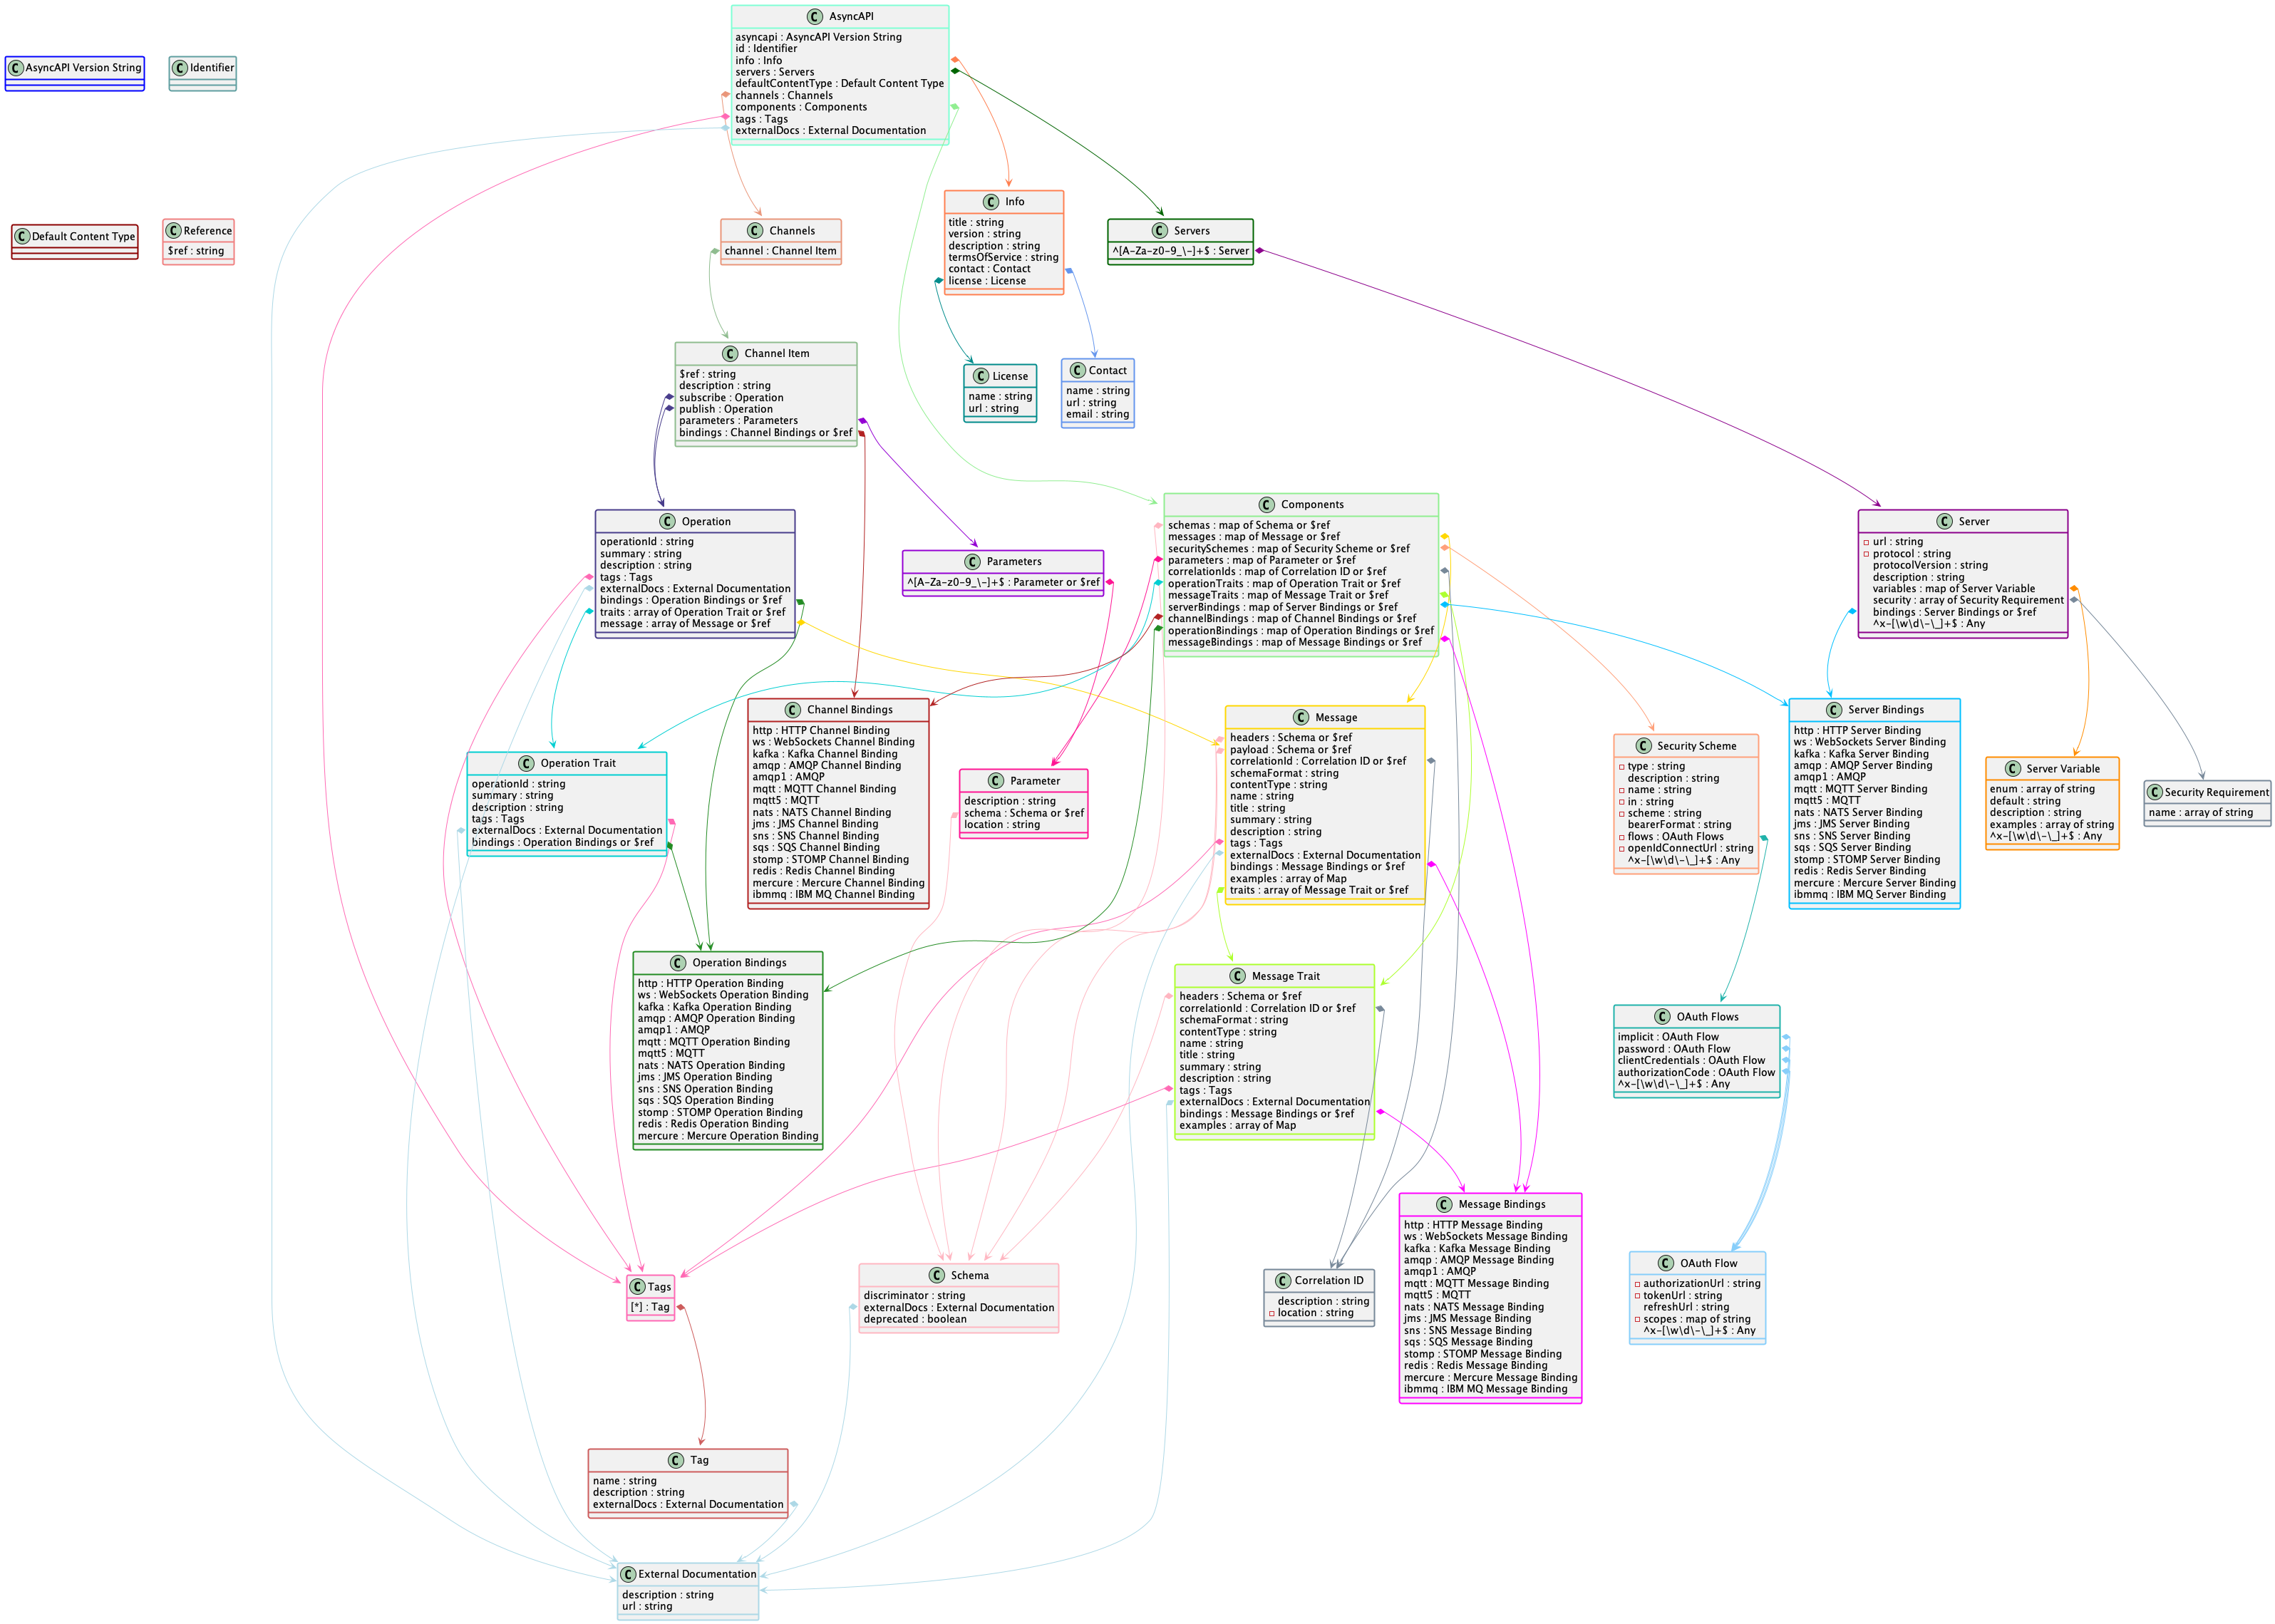 C AsyncAPI
asyncapi : AsyncAPI Version String
id : Identifier
info : Info
servers : Servers
defaultContentType : Default Content Type
channels : Channels
components : Components
tags : Tags
externalDocs : External Documentation
C AsyncAPI Version String
C Identifier
C Default Content Type
C Reference
$ref : string
C Channels
channel : Channel Item
C Info
title : string
version : string
description : string
termsOfService : string
contact : Contact
license : License
C Servers
^[A-Za-z0-9_\-]+$ : Server
C Channel Item
$ref : string
description : string
subscribe : Operation
publish : Operation
parameters : Parameters
bindings : Channel Bindings or $ref
C License
name : string
url : string
C Contact
name : string
url : string
email : string
C Operation
operationId : string
summary : string
description : string
tags : Tags
externalDocs : External Documentation
bindings : Operation Bindings or $ref
traits : array of Operation Trait or $ref
message : array of Message or $ref
C Parameters
^[A-Za-z0-9_\-]+$ : Parameter or $ref
C Components
schemas : map of Schema or $ref
messages : map of Message or $ref
securitySchemes : map of Security Scheme or $ref
parameters : map of Parameter or $ref
correlationIds : map of Correlation ID or $ref
operationTraits : map of Operation Trait or $ref
messageTraits : map of Message Trait or $ref
serverBindings : map of Server Bindings or $ref
channelBindings : map of Channel Bindings or $ref
operationBindings : map of Operation Bindings or $ref
messageBindings : map of Message Bindings or $ref
C Server
url : string
protocol : string
protocolVersion : string
description : string
variables : map of Server Variable
security : array of Security Requirement
bindings : Server Bindings or $ref
^x-[\w\d\-\_]+$ : Any
C Operation Trait
operationId : string
summary : string
description : string
tags : Tags
externalDocs : External Documentation
bindings : Operation Bindings or $ref
C Channel Bindings
http : HTTP Channel Binding
ws : WebSockets Channel Binding
kafka : Kafka Channel Binding
amqp : AMQP Channel Binding
amqp1 : AMQP
mqtt : MQTT Channel Binding
mqtt5 : MQTT
nats : NATS Channel Binding
jms : JMS Channel Binding
sns : SNS Channel Binding
sqs : SQS Channel Binding
stomp : STOMP Channel Binding
redis : Redis Channel Binding
mercure : Mercure Channel Binding
ibmmq : IBM MQ Channel Binding
C Parameter
description : string
schema : Schema or $ref
location : string
C Message
headers : Schema or $ref
payload : Schema or $ref
correlationId : Correlation ID or $ref
schemaFormat : string
contentType : string
name : string
title : string
summary : string
description : string
tags : Tags
externalDocs : External Documentation
bindings : Message Bindings or $ref
examples : array of Map
traits : array of Message Trait or $ref
C Security Scheme
type : string
description : string
name : string
in : string
scheme : string
bearerFormat : string
flows : OAuth Flows
openIdConnectUrl : string
^x-[\w\d\-\_]+$ : Any
C Server Bindings
http : HTTP Server Binding
ws : WebSockets Server Binding
kafka : Kafka Server Binding
amqp : AMQP Server Binding
amqp1 : AMQP
mqtt : MQTT Server Binding
mqtt5 : MQTT
nats : NATS Server Binding
jms : JMS Server Binding
sns : SNS Server Binding
sqs : SQS Server Binding
stomp : STOMP Server Binding
redis : Redis Server Binding
mercure : Mercure Server Binding
ibmmq : IBM MQ Server Binding
C Server Variable
enum : array of string
default : string
description : string
examples : array of string
^x-[\w\d\-\_]+$ : Any
C Security Requirement
name : array of string
C Operation Bindings
http : HTTP Operation Binding
ws : WebSockets Operation Binding
kafka : Kafka Operation Binding
amqp : AMQP Operation Binding
amqp1 : AMQP
mqtt : MQTT Operation Binding
mqtt5 : MQTT
nats : NATS Operation Binding
jms : JMS Operation Binding
sns : SNS Operation Binding
sqs : SQS Operation Binding
stomp : STOMP Operation Binding
redis : Redis Operation Binding
mercure : Mercure Operation Binding
C Message Trait
headers : Schema or $ref
correlationId : Correlation ID or $ref
schemaFormat : string
contentType : string
name : string
title : string
summary : string
description : string
tags : Tags
externalDocs : External Documentation
bindings : Message Bindings or $ref
examples : array of Map
C OAuth Flows
implicit : OAuth Flow
password : OAuth Flow
clientCredentials : OAuth Flow
authorizationCode : OAuth Flow
^x-[\w\d\-\_]+$ : Any
C Tags
[*] : Tag
C Schema
discriminator : string
externalDocs : External Documentation
deprecated : boolean
C Correlation ID
description : string
location : string
C Message Bindings
http : HTTP Message Binding
ws : WebSockets Message Binding
kafka : Kafka Message Binding
amqp : AMQP Message Binding
amqp1 : AMQP
mqtt : MQTT Message Binding
mqtt5 : MQTT
nats : NATS Message Binding
jms : JMS Message Binding
sns : SNS Message Binding
sqs : SQS Message Binding
stomp : STOMP Message Binding
redis : Redis Message Binding
mercure : Mercure Message Binding
ibmmq : IBM MQ Message Binding
C OAuth Flow
authorizationUrl : string
tokenUrl : string
refreshUrl : string
scopes : map of string
^x-[\w\d\-\_]+$ : Any
C Tag
name : string
description : string
externalDocs : External Documentation
C External Documentation
description : string
url : string